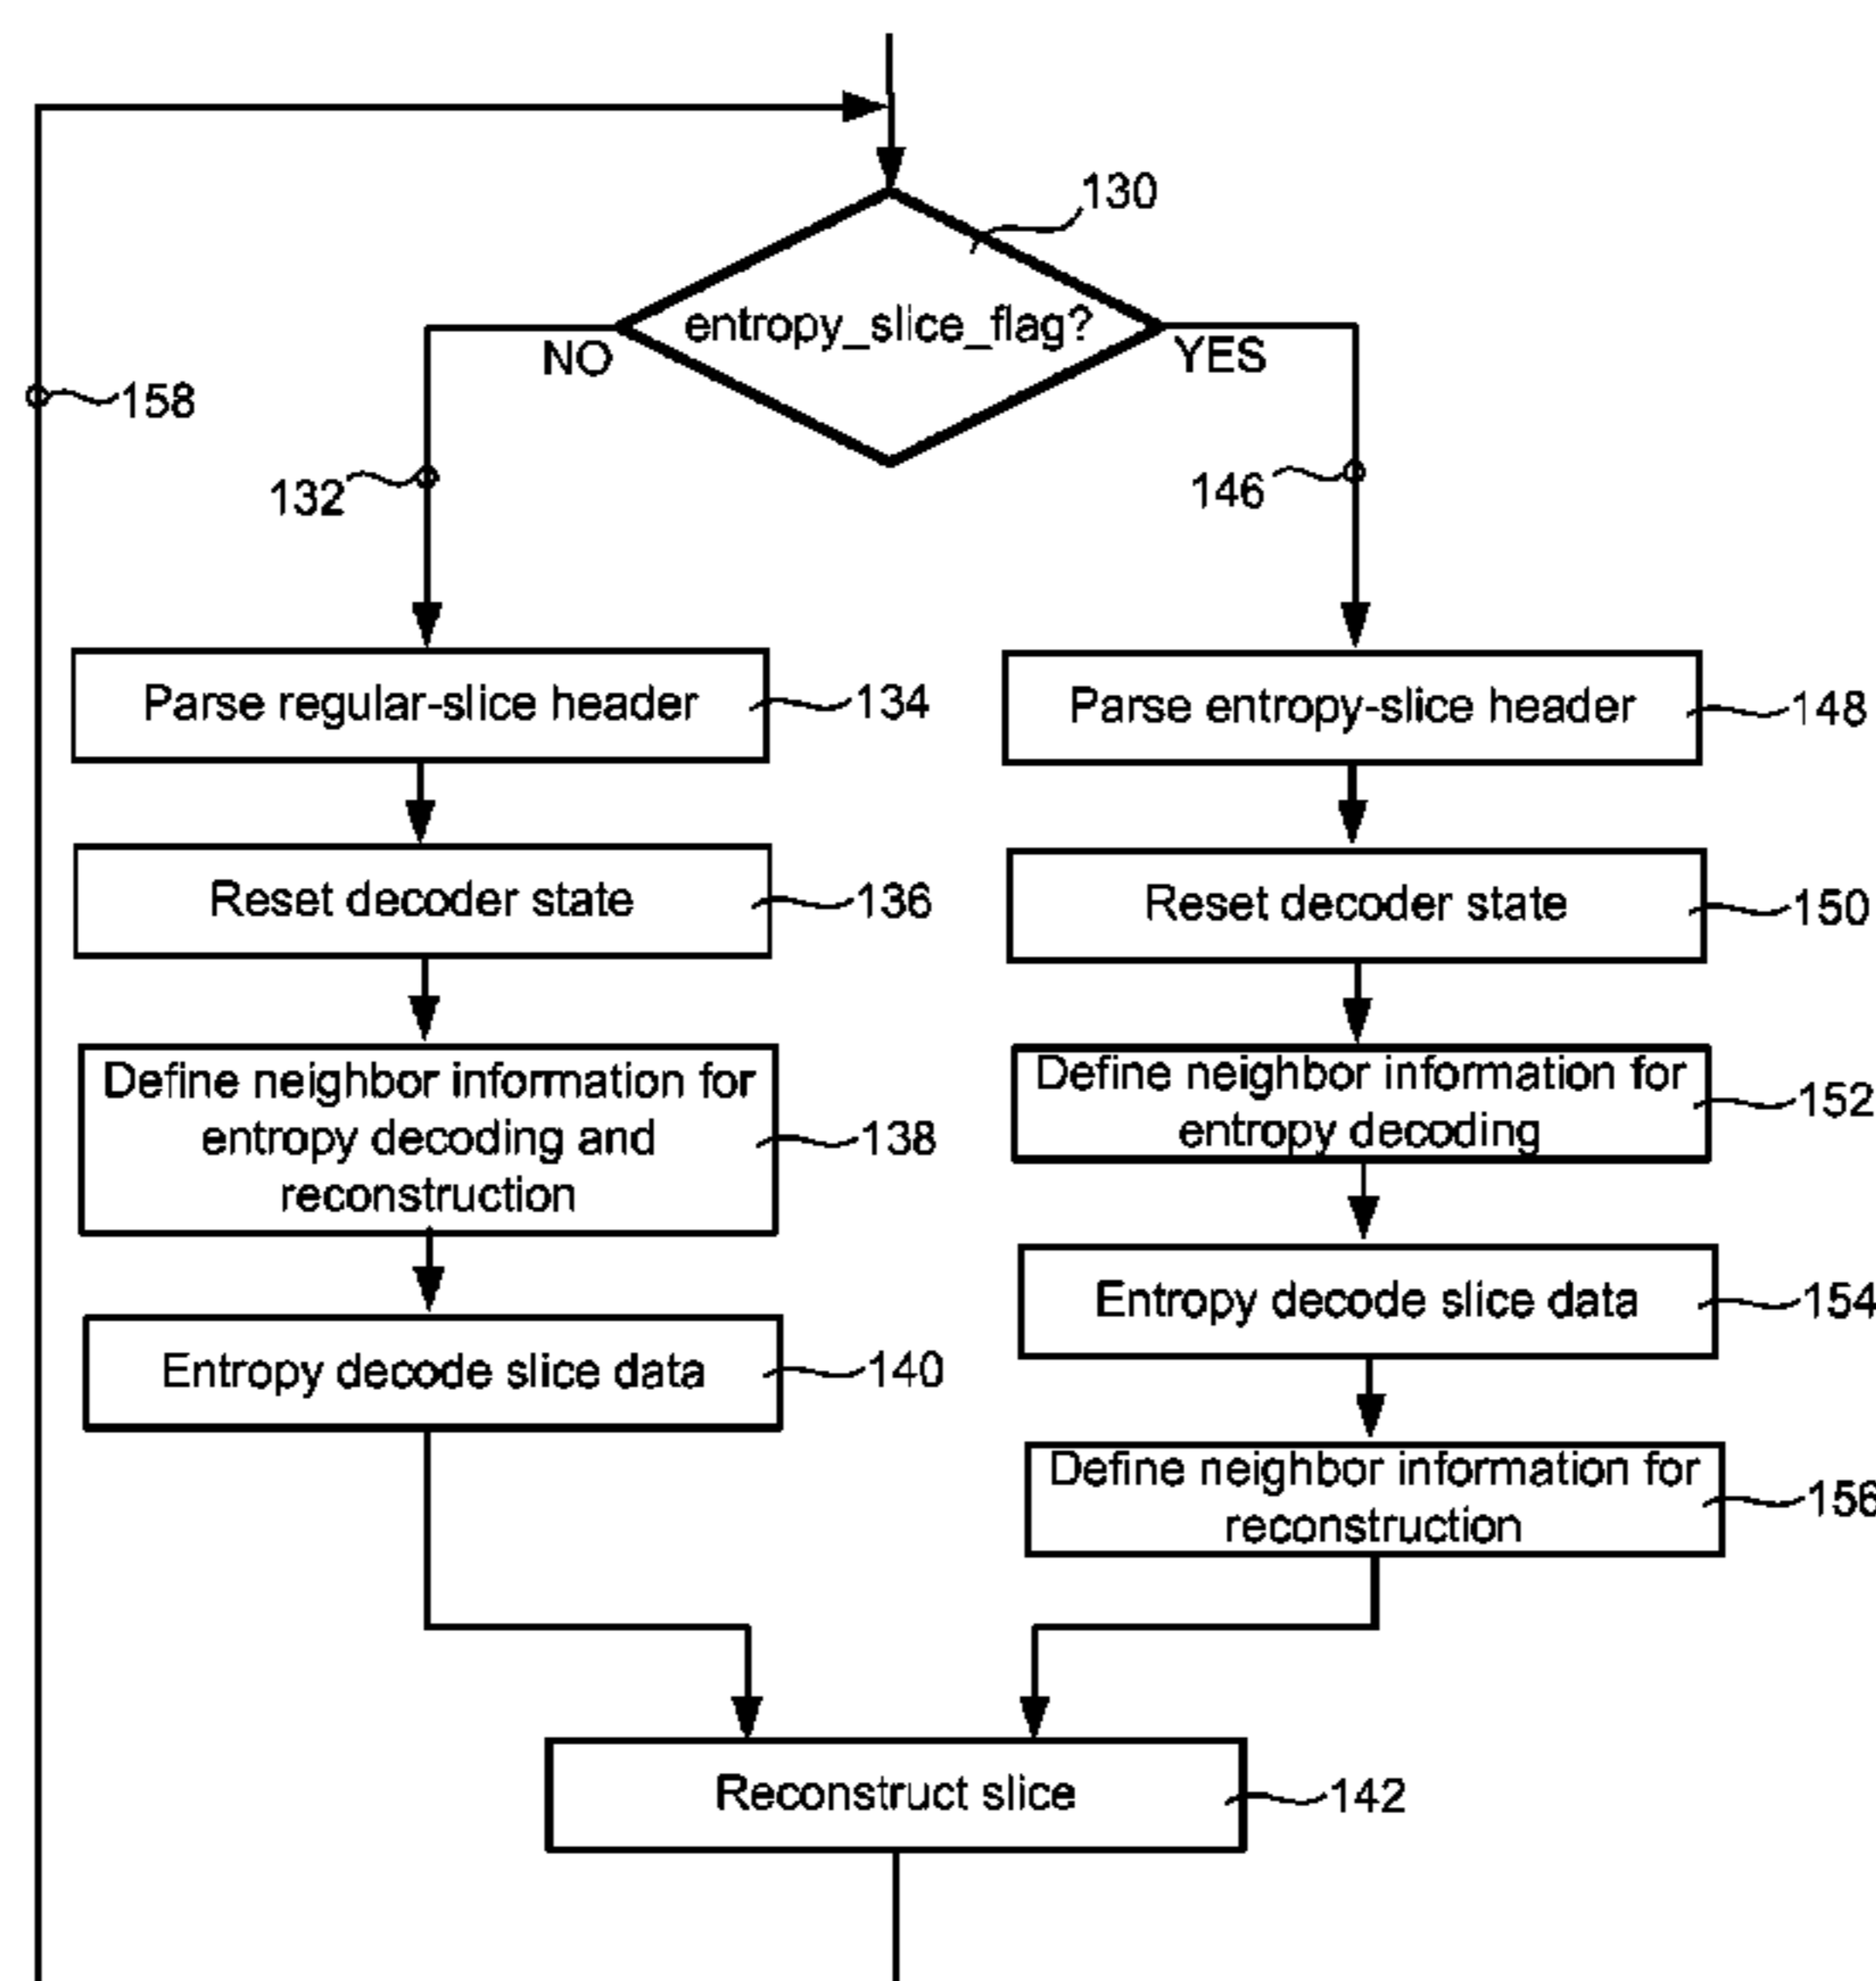 130
entropy_slice_flag?
NO
YES
158
132
146
Parse regular-slice header
134
Parse entropy-slice header
148
Reset decoder state
136
Reset decoder state
150
Define neighbor information for
entropy decoding and
reconstruction
138
Define neighbor information for
entropy decoding
152
Entropy decode slice data
154
Entropy decode slice data
140
Define neighbor information for
reconstruction
156
Reconstruct slice
142